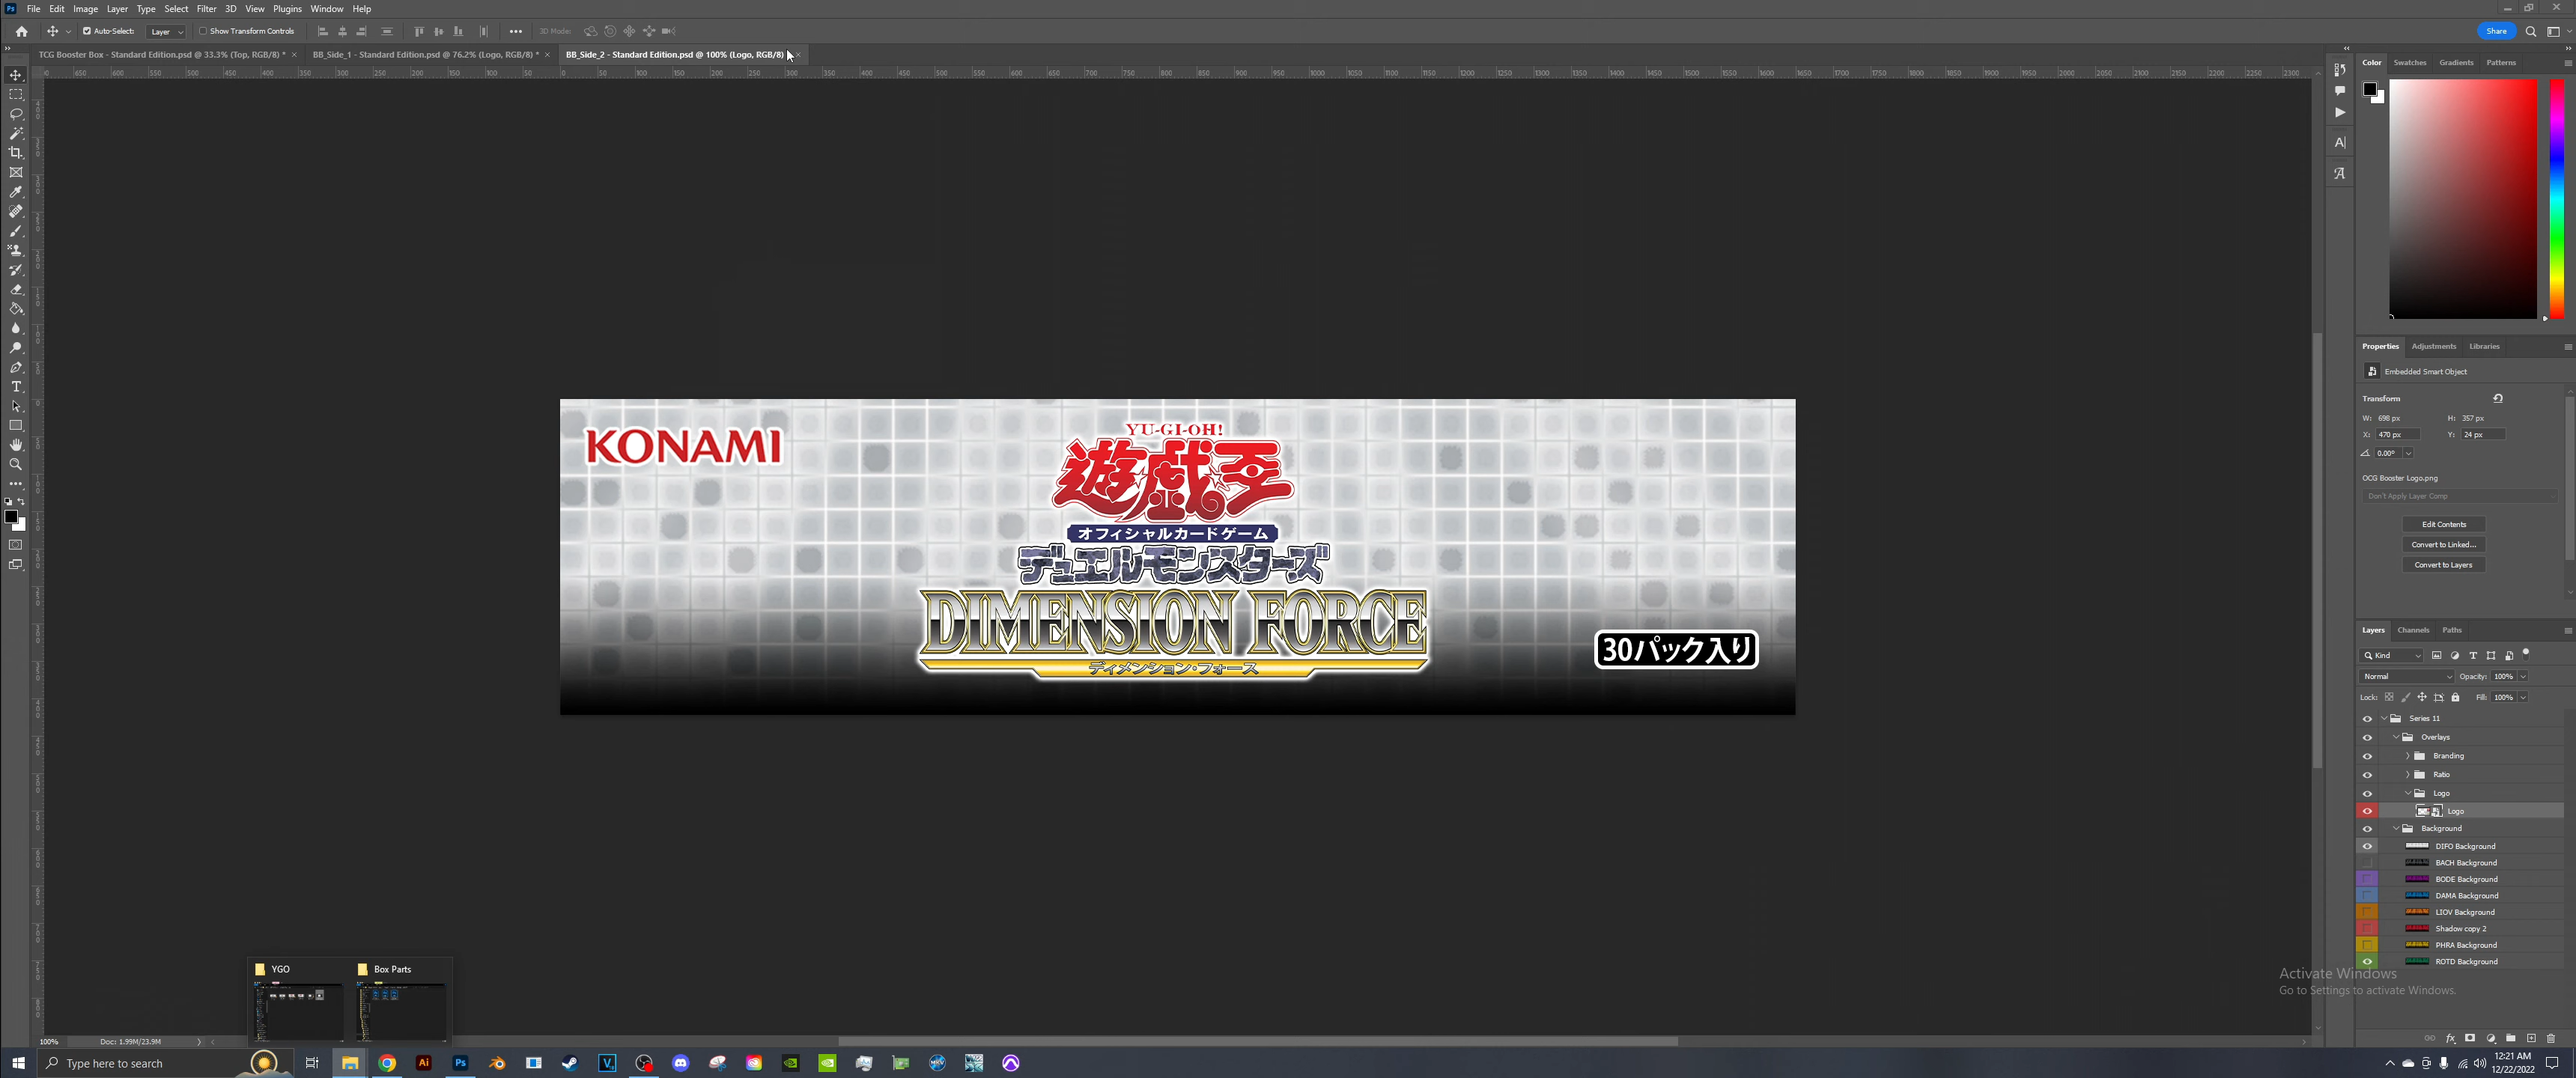 File Edit Image Layer Type Select Filter 3D View Plugins Window Help
Auto-Select: Layer Show Transform Controls 3D Mode: Share
TCG Booster Box - Standard Edition.psd @ 33.3% (Top, RGB/8) * BB_Side_1 - Standard Edition.psd @ 76.2% (Logo, RGB/8) * BB_Side_2 - Standard Edition.psd @ 100% (Logo, RGB/8)
Color Swatches Gradients Patterns
KONAMI
YU-GI-OH!
遊戯王
オフィシャルカードゲーム
デュエルモンスターズ
DIMENSION FORCE
ディメンション・フォース
30パック入り
Properties Adjustments Libraries
Embedded Smart Object
Transform
W: 698 px H: 357 px
X: 470 px Y: 24 px
0.00°
OCG Booster Logo.png
Don't Apply Layer Comp
Edit Contents
Convert to Linked...
Convert to Layers
Layers Channels Paths
Kind
Normal Opacity: 100%
Lock: Fill: 100%
Series 11
Overlays
Branding
Ratio
Logo
Logo
Background
DIFO Background
BACH Background
BODE Background
DAMA Background
LIOV Background
Shadow copy 2
PHRA Background
ROTD Background
Activate Windows
Go to Settings to activate Windows.
YGO Box Parts
100% Doc: 1.99M/23.9M
Type here to search
12:21 AM
12/22/2022